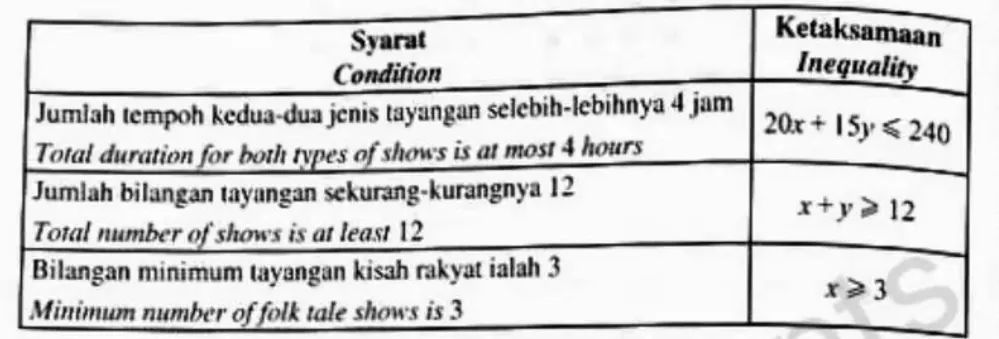 Syarat
Condition
Ketaksamaan
Inequality
Jumlah tempoh kedua-dua jenis tayangan selebih-lebihnya 4 jam
Total duration for both types of shows is at most 4 hours
20x + 15y ⩽ 240
Jumlah bilangan tayangan sekurang-kurangnya 12
Total number of shows is at least 12
x + y ⩾ 12
Bilangan minimum tayangan kisah rakyat ialah 3
Minimum number of folk tale shows is 3
x ⩾ 3